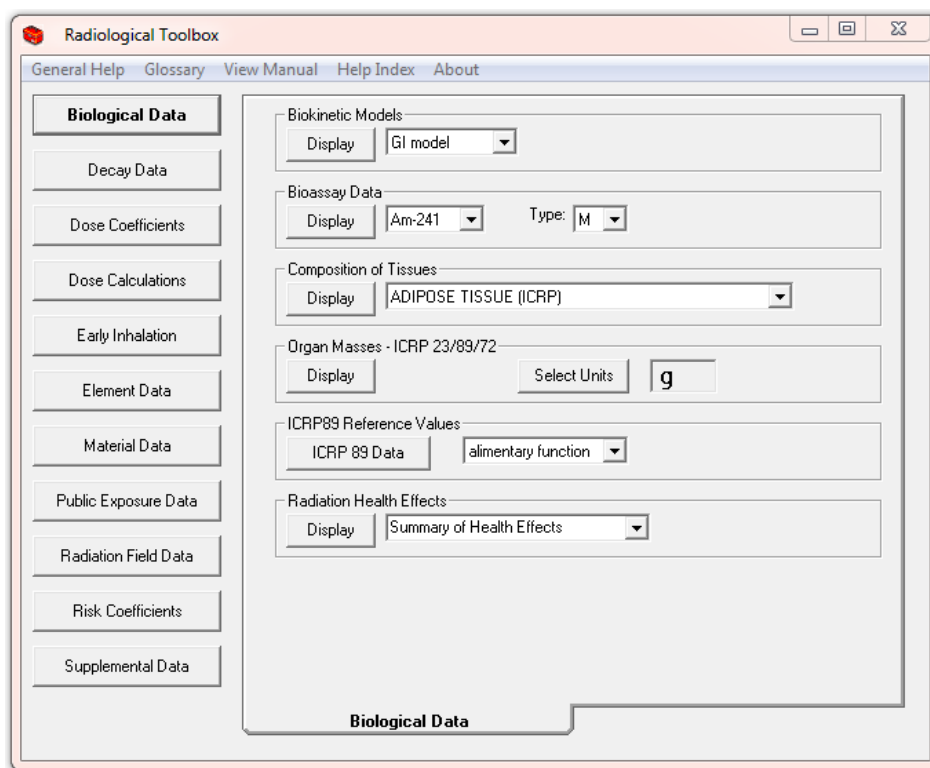 Radiological Toolbox
General Help Glossary View Manual Help Index About
Biological Data
Decay Data
Dose Coefficients
Dose Calculations
Early Inhalation
Element Data
Material Data
Public Exposure Data
Radiation Field Data
Risk Coefficients
Supplemental Data
Biokinetic Models
Display GI model
Bioassay Data
Display Am-241 Type: M
Composition of Tissues
Display ADIPOSE TISSUE (ICRP)
Organ Masses - ICRP 23/89/72
Display Select Units g
ICRP89 Reference Values
ICRP 89 Data alimentary function
Radiation Health Effects
Display Summary of Health Effects
Biological Data